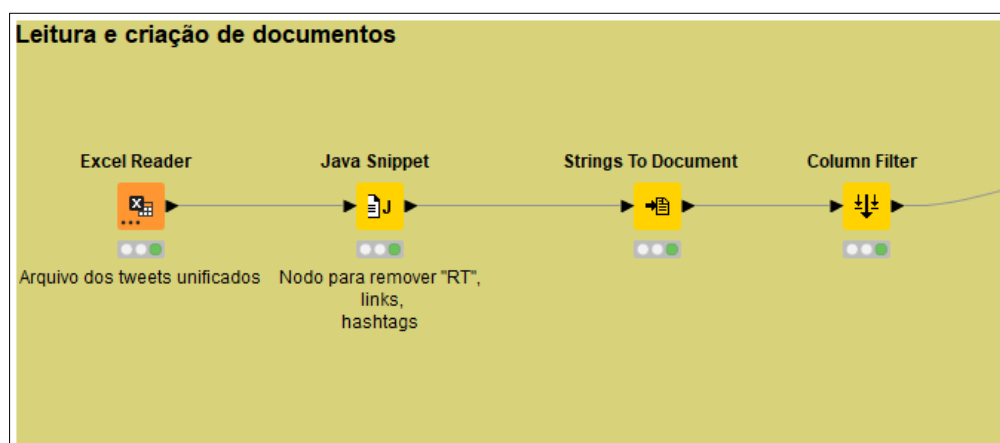 Leitura e criação de documentos
Excel Reader
Java Snippet
Strings To Document
Column Filter
Arquivo dos tweets unificados
Nodo para remover "RT",
links,
hashtags